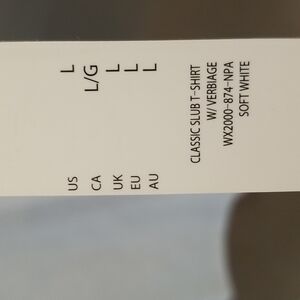 US L
CA L/G
UK L
EU L
AU L
CLASSIC SLUB T-SHIRT
W/ VERBIAGE
WX2000-874-NPA
SOFT WHITE